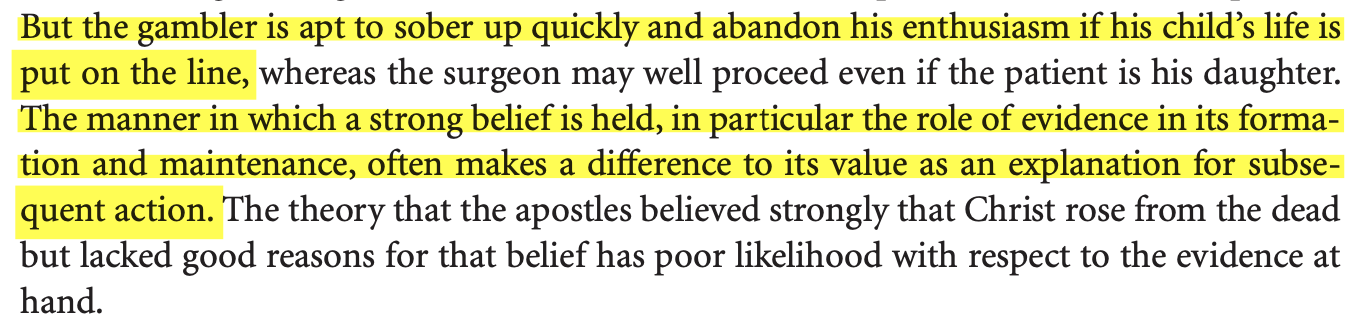 But the gambler is apt to sober up quickly and abandon his enthusiasm if his child’s life is
put on the line, whereas the surgeon may well proceed even if the patient is his daughter.
The manner in which a strong belief is held, in particular the role of evidence in its forma-
tion and maintenance, often makes a difference to its value as an explanation for subse-
quent action. The theory that the apostles believed strongly that Christ rose from the dead
but lacked good reasons for that belief has poor likelihood with respect to the evidence at
hand.